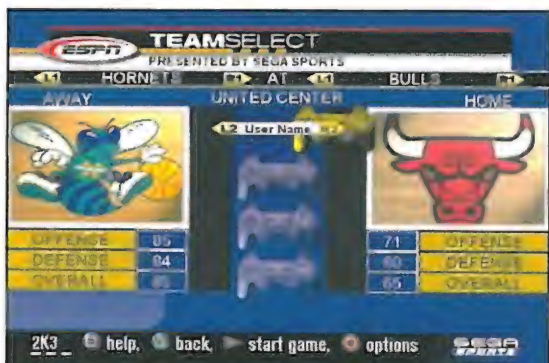 ESPN
TEAMSELECT
PRESENTED BY SEGA SPORTS
L1 HORNETS R1 AT L1 BULLS R1
AWAY UNITED CENTER HOME
L2 User Name R2
OFFENSE 85 71 OFFENSE
DEFENSE 84 DEFENSE
OVERALL 65 OVERALL
2K3 help, back, start game, options SEGA SPORTS